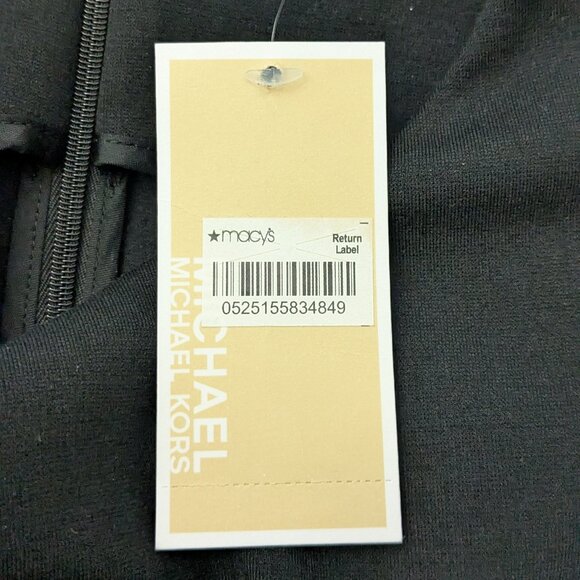 ★macy's
Return
Label
0525155834849
MICHAEL
MICHAEL KORS